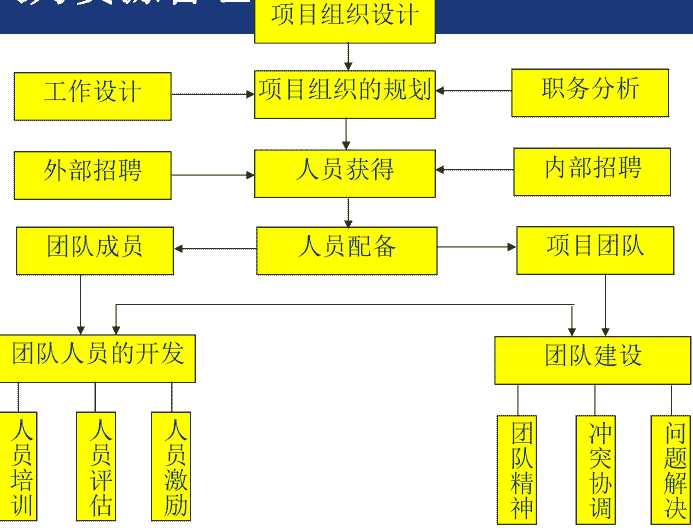 项目组织设计
工作设计
项目组织的规划
职务分析
外部招聘
人员获得
内部招聘
团队成员
人员配备
项目团队
团队人员的开发
团队建设
人员培训
人员评估
人员激励
团队精神
冲突协调
问题解决